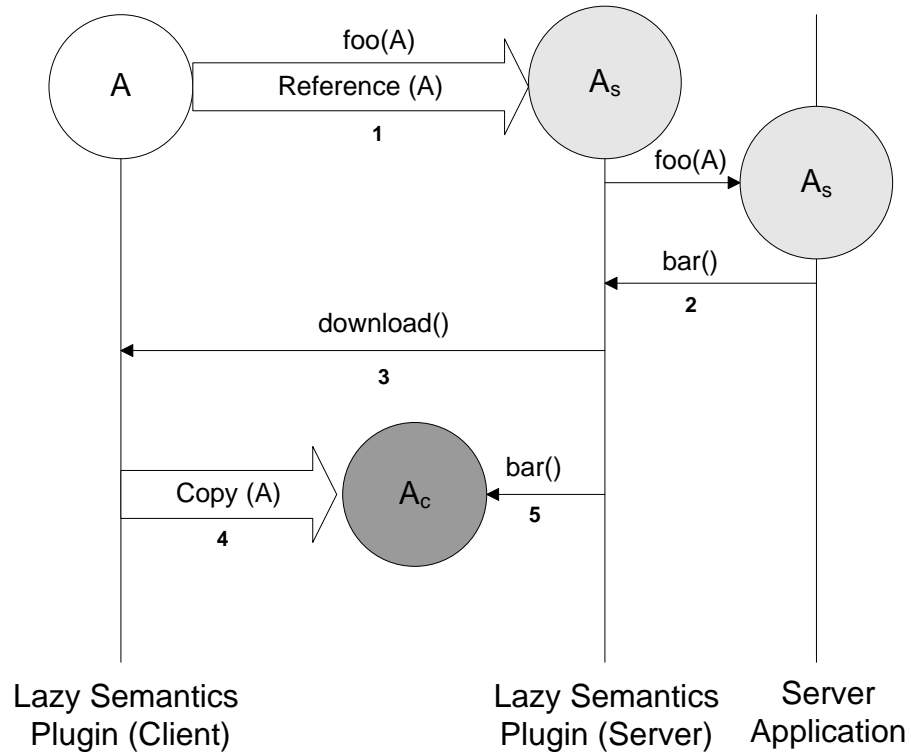 foo(A)
A
Reference (A)
As
1
foo(A)
As
bar()
2
download()
3
Copy (A)
4
Ac
bar()
5
Lazy Semantics
Plugin (Client)
Lazy Semantics
Plugin (Server)
Server
Application